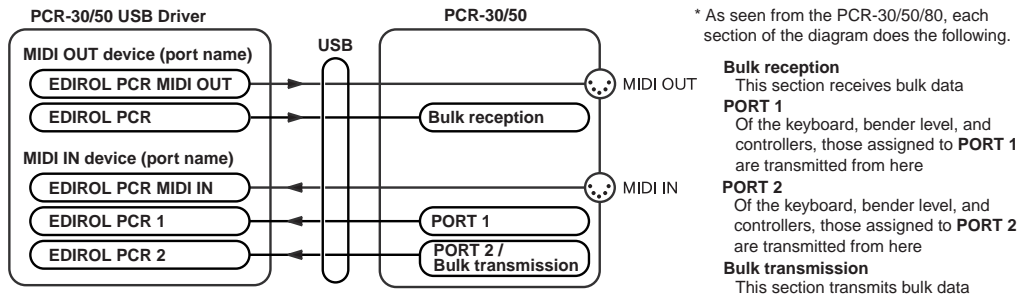 PCR-30/50 USB Driver
MIDI OUT device (port name)
EDIROL PCR MIDI OUT
EDIROL PCR
MIDI IN device (port name)
EDIROL PCR MIDI IN
EDIROL PCR 1
EDIROL PCR 2
USB
PCR-30/50
MIDI OUT
Bulk reception
MIDI IN
PORT 1
PORT 2 /
Bulk transmission
* As seen from the PCR-30/50/80, each
section of the diagram does the following.
Bulk reception
This section receives bulk data
PORT 1
Of the keyboard, bender level, and
controllers, those assigned to PORT 1
are transmitted from here
PORT 2
Of the keyboard, bender level, and
controllers, those assigned to PORT 2
are transmitted from here
Bulk transmission
This section transmits bulk data